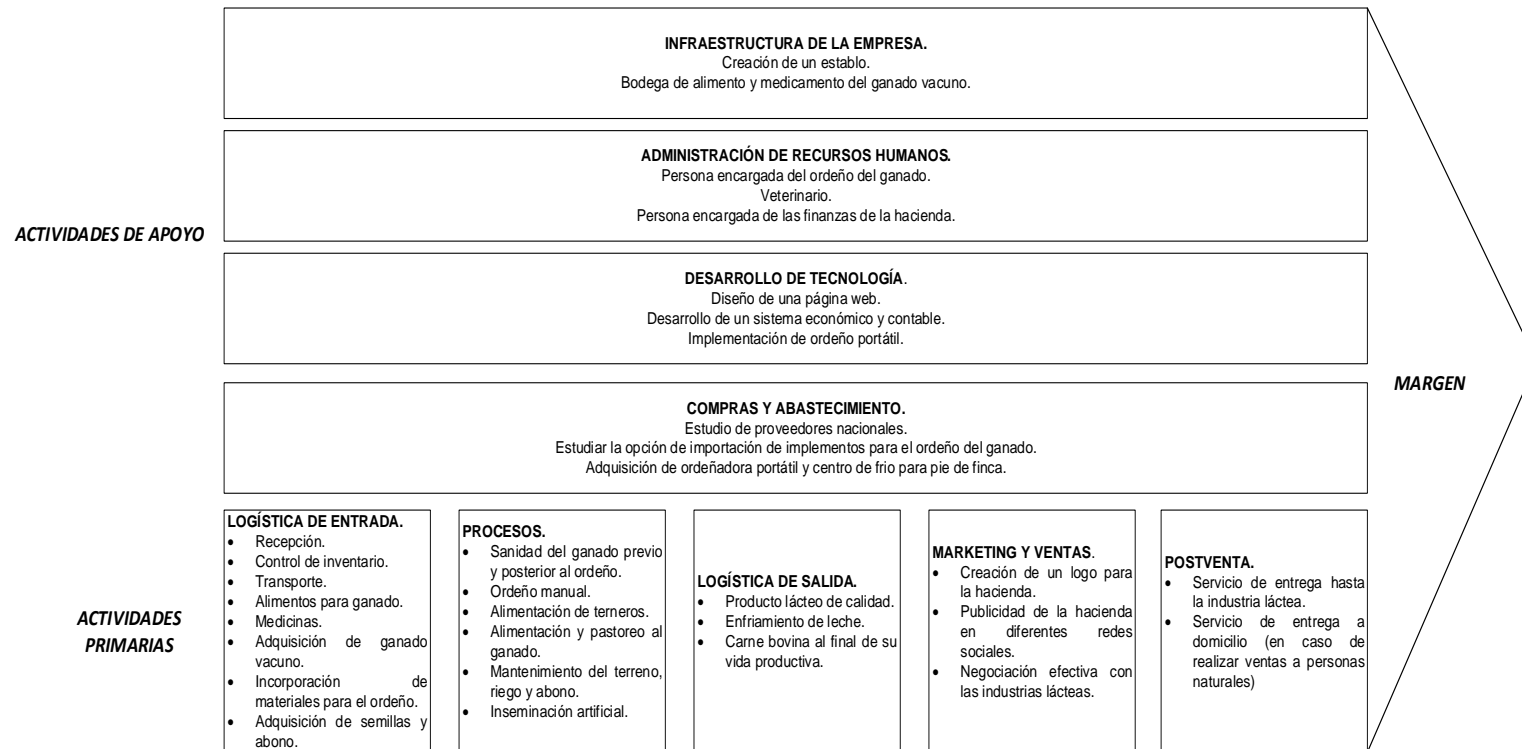 INFRAESTRUCTURA DE LA EMPRESA.
Creación de un establo.
Bodega de alimento y medicamento del ganado vacuno.
ADMINISTRACIÓN DE RECURSOS HUMANOS.
Persona encargada del ordeño del ganado.
Veterinario.
Persona encargada de las finanzas de la hacienda.
ACTIVIDADES DE APOYO
DESARROLLO DE TECNOLOGÍA.
Diseño de una página web.
Desarrollo de un sistema económico y contable.
Implementación de ordeño portátil.
MARGEN
COMPRAS Y ABASTECIMIENTO.
Estudio de proveedores nacionales.
Estudiar la opción de importación de implementos para el ordeño del ganado.
Adquisición de ordeñadora portátil y centro de frio para pie de finca.
ACTIVIDADES
PRIMARIAS
LOGÍSTICA DE ENTRADA.
• Recepción.
• Control de inventario.
• Transporte.
• Alimentos para ganado.
• Medicinas.
• Adquisición de ganado
vacuno.
• Incorporación de
materiales para el ordeño.
• Adquisición de semillas y
abono.
PROCESOS.
• Sanidad del ganado previo
y posterior al ordeño.
• Ordeño manual.
• Alimentación de terneros.
• Alimentación y pastoreo al
ganado.
• Mantenimiento del terreno,
riego y abono.
• Inseminación artificial.
LOGÍSTICA DE SALIDA.
• Producto lácteo de calidad.
• Enfriamiento de leche.
• Carne bovina al final de su
vida productiva.
MARKETING Y VENTAS.
• Creación de un logo para
la hacienda.
• Publicidad de la hacienda
en diferentes redes
sociales.
• Negociación efectiva con
las industrias lácteas.
POSTVENTA.
• Servicio de entrega hasta
la industria láctea.
• Servicio de entrega a
domicilio (en caso de
realizar ventas a personas
naturales)